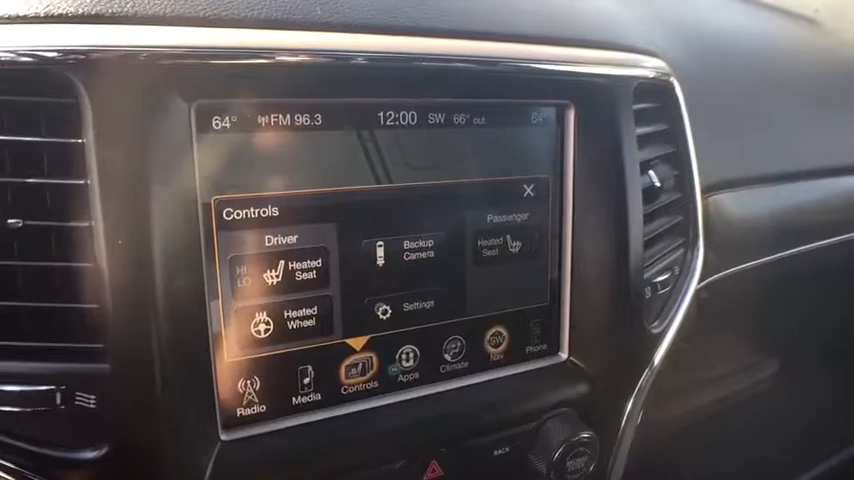 64° FM 96.3 12:00 SW 66° OUT. 64°
Controls X
Driver
HI
LO
Heated
Seat
Heated
Wheel
Backup
Camera
Settings
Passenger
Heated
Seat
Radio
Media
Controls
Apps
Climate
SW
Nav
Phone
BACK